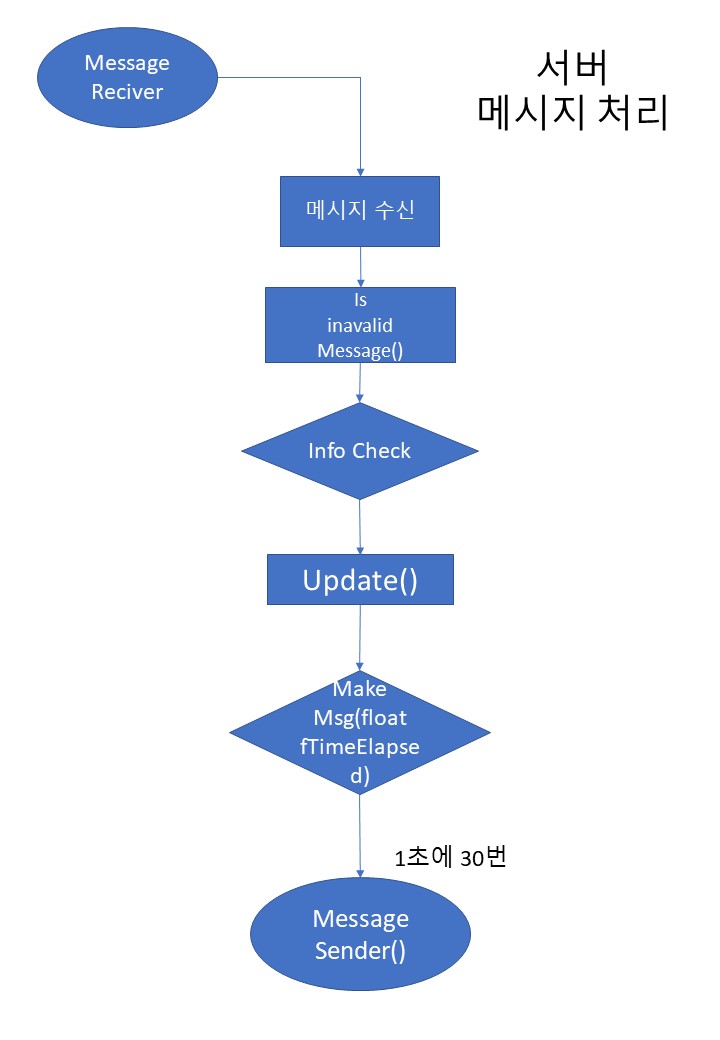 Message
Reciver
서버
메시지 처리
메시지 수신
Is
inavalid
Message()
Info Check
Update()
Make
Msg(float
fTimeElapse
d)
1초에 30번
Message
Sender()